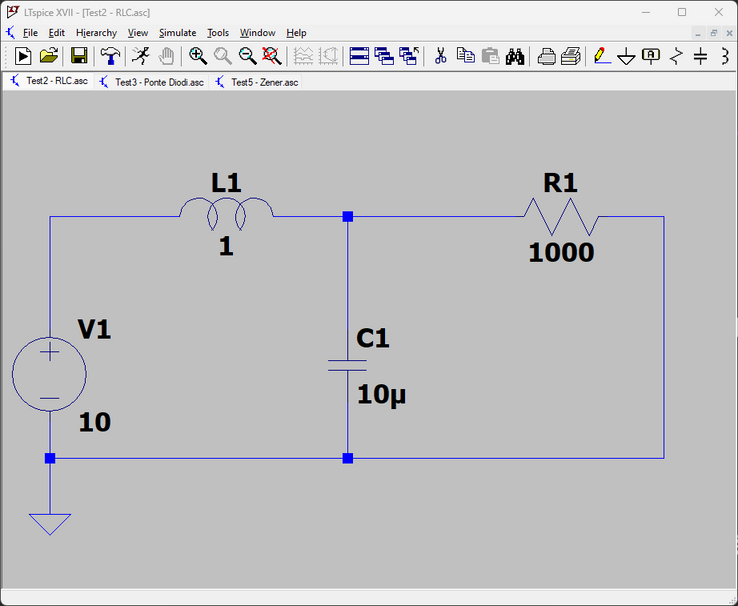 LTspice XVII - [Test2 - RLC.asc]
File Edit Hierarchy View Simulate Tools Window Help
Test2 - RLC.asc Test3 - Ponte Diodi.asc Test5 - Zener.asc
L1
1
R1
1000
V1
10
C1
10µ